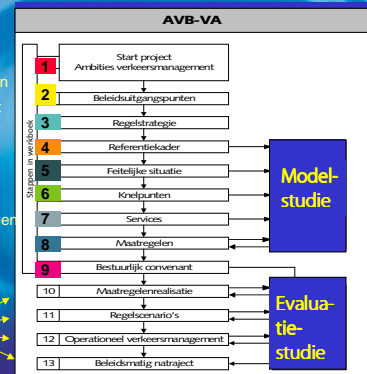 AVB-VA
Stappen in werkboek
1
Start project
Ambities verkeersmanagement
2
Beleidsuitgangspunten
3
Regelstrategie
4
Referentiekader
5
Feitelijke situatie
6
Knelpunten
7
Services
8
Maatregelen
9
Bestuurlijk convenant
10 Maatregelenrealisatie
11 Regelscenario's
12 Operationeel verkeersmanagement
13 Beleidsmatig natraject
Model-
studie
Evalua-
tie-
studie